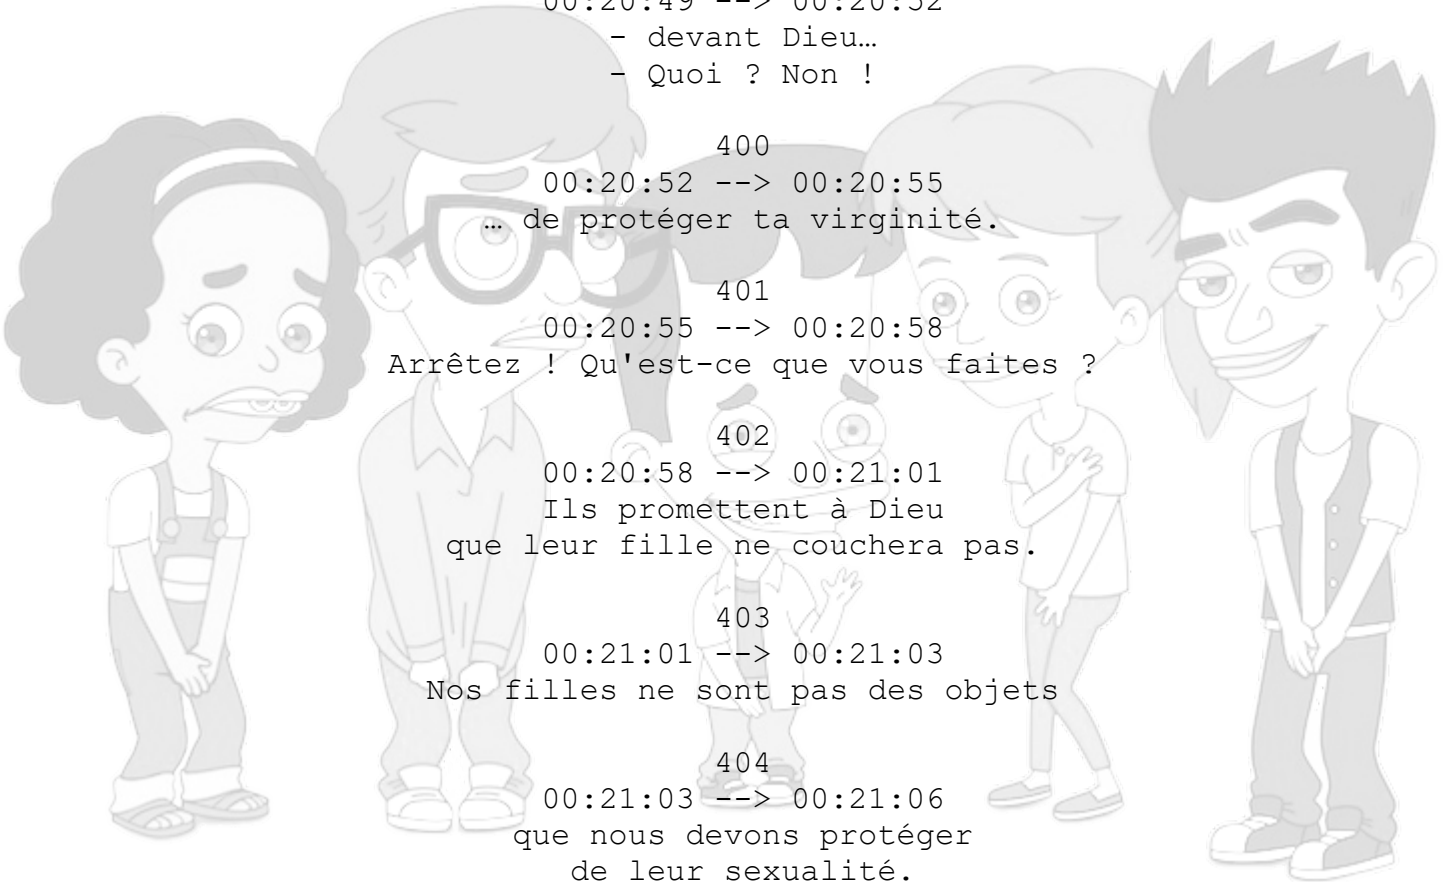 00:20:49 --> 00:20:52
- devant Dieu…
- Quoi ? Non !
400
00:20:52 --> 00:20:55
… de protéger ta virginité.
401
00:20:55 --> 00:20:58
Arrêtez ! Qu'est-ce que vous faites ?
402
00:20:58 --> 00:21:01
Ils promettent à Dieu
que leur fille ne couchera pas.
403
00:21:01 --> 00:21:03
Nos filles ne sont pas des objets
404
00:21:03 --> 00:21:06
que nous devons protéger
de leur sexualité.